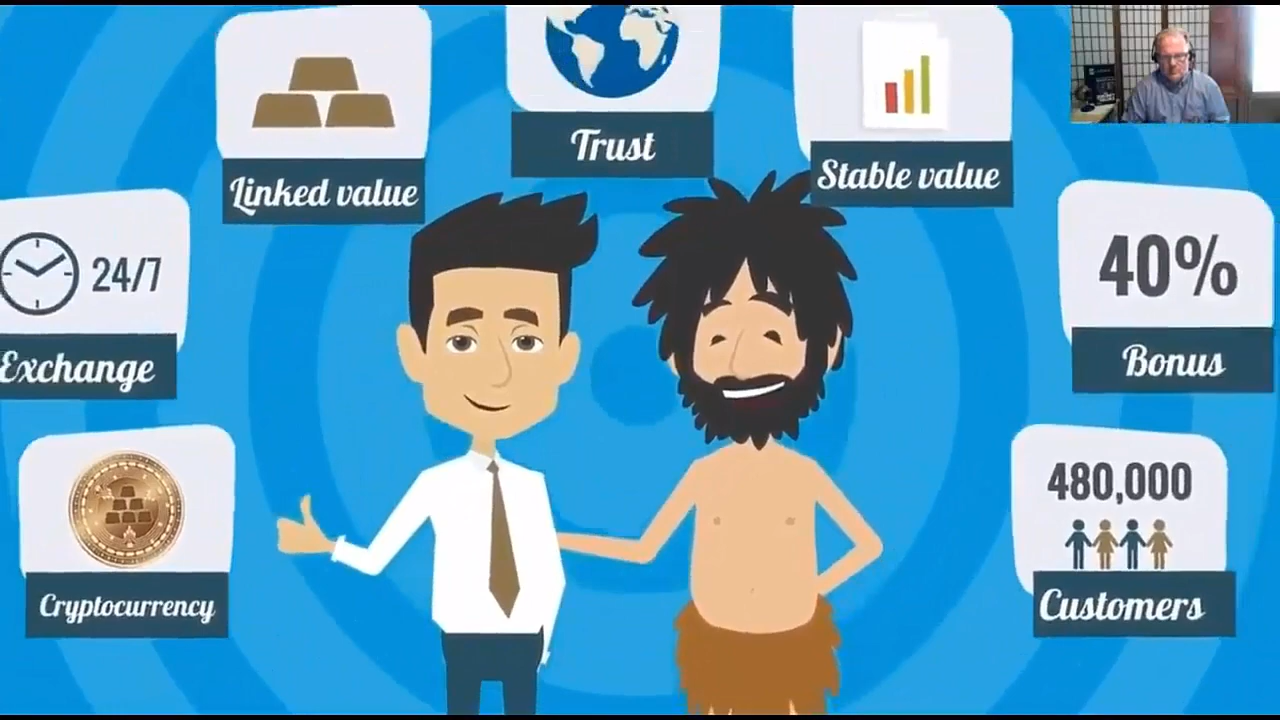 Linked value
Trust
Stable value
24/7
Exchange
40%
Bonus
Cryptocurrency
480,000
Customers